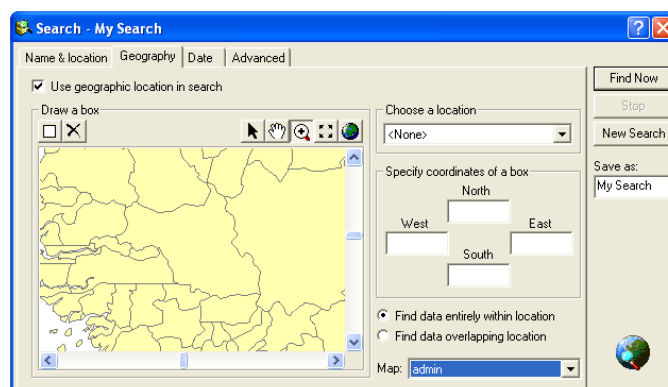 Search - My Search
Name & location Geography Date Advanced
Use geographic location in search
Draw a box
Choose a location
<None>
Specify coordinates of a box
North
West East
South
Find data entirely within location
Find data overlapping location
Map: admin
Find Now
Stop
New Search
Save as:
My Search